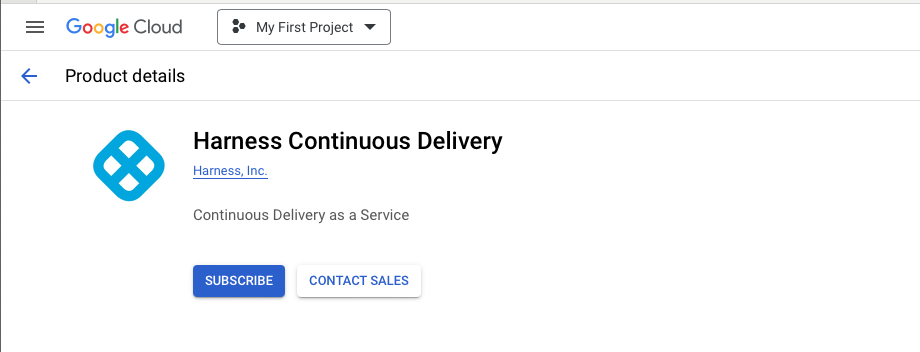 Google Cloud
My First Project
Product details
Harness Continuous Delivery
Harness, Inc.
Continuous Delivery as a Service
SUBSCRIBE
CONTACT SALES